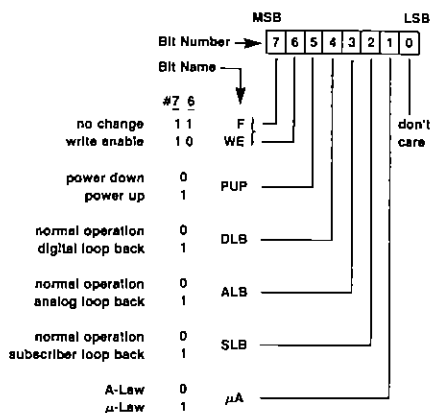 MSB LSB
Bit Number 7 6 5 4 3 2 1 0
Bit Name
#7 6
no change 1 1 F don't
write enable 1 0 WE care
power down 0
PUP
power up 1
normal operation 0
DLB
digital loop back 1
normal operation 0
ALB
analog loop back 1
normal operation 0
SLB
subscriber loop back 1
A-Law 0
μA
μ-Law 1